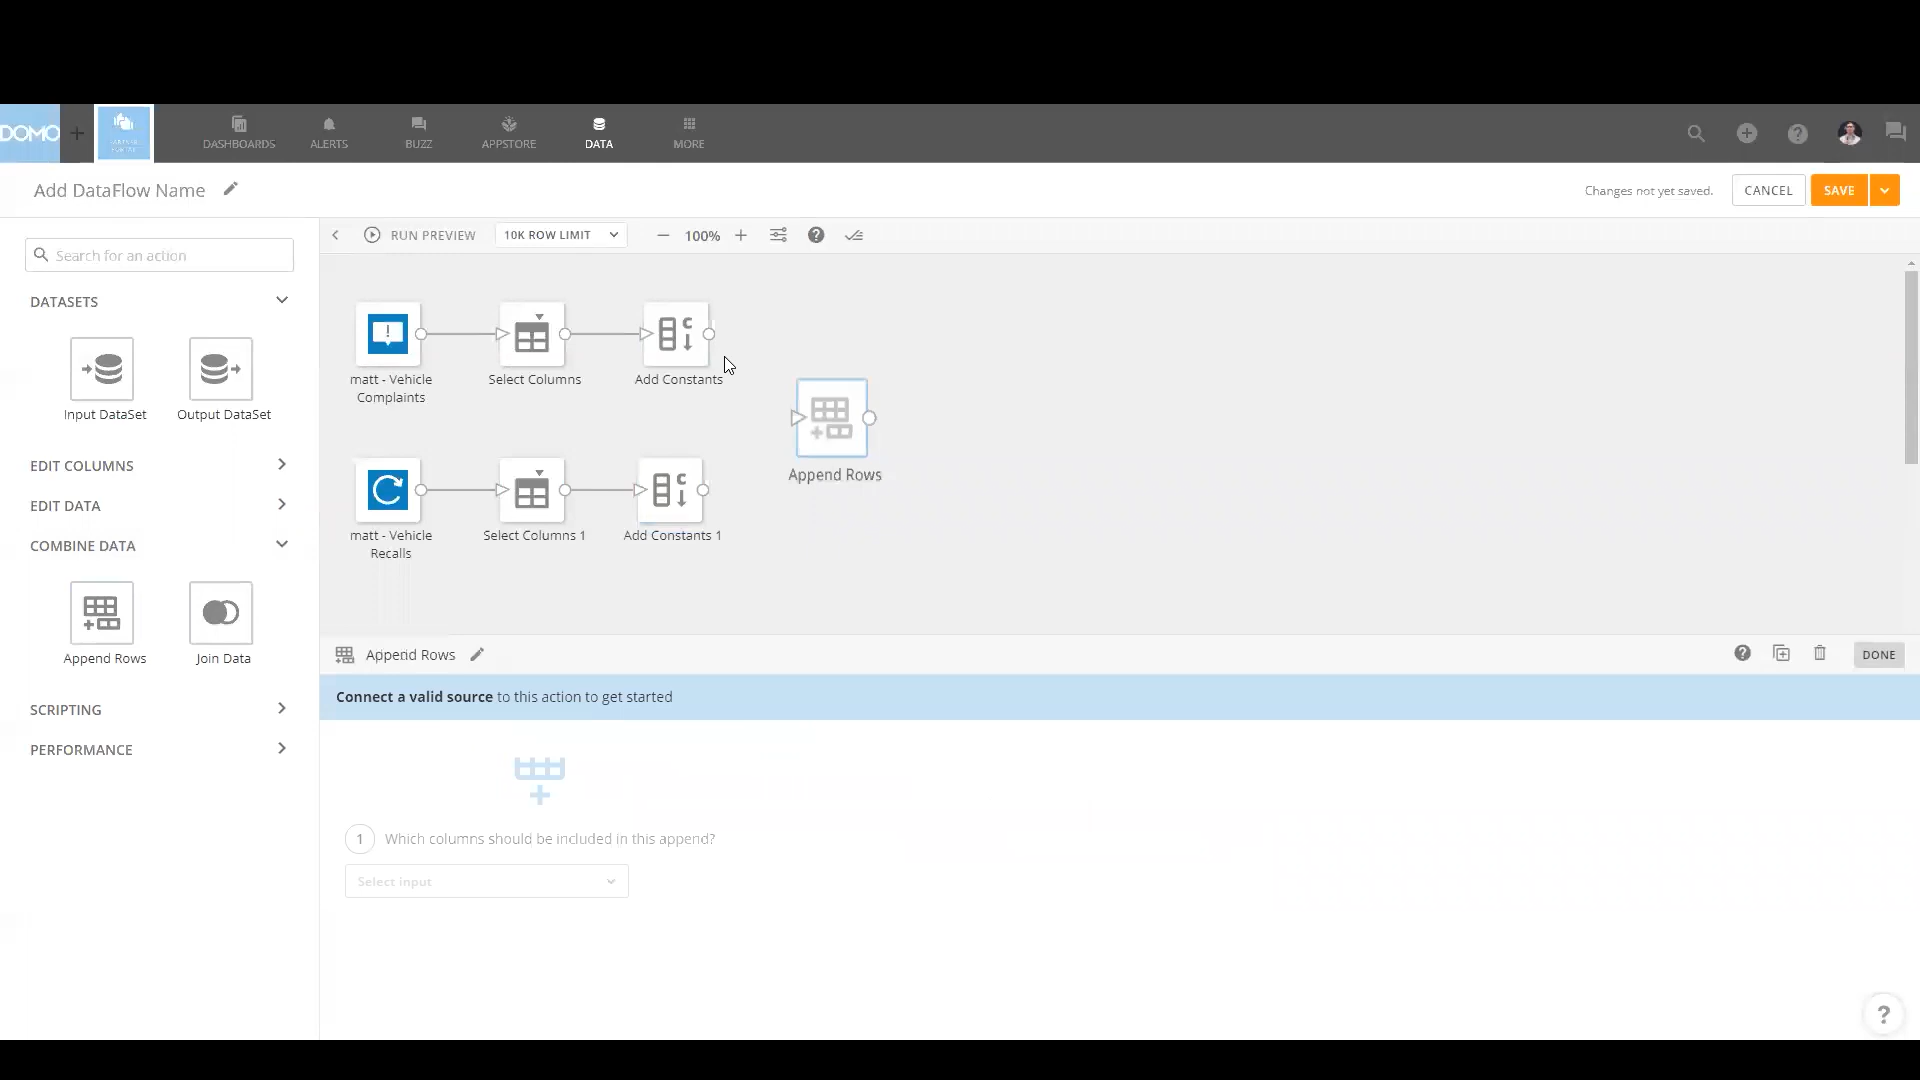 DOMO
DASHBOARDS
ALERTS
BUZZ
APPSTORE
DATA
MORE
Add DataFlow Name
Changes not yet saved.
CANCEL
SAVE
Search for an action
RUN PREVIEW
10K ROW LIMIT
100%
DATASETS
Input DataSet
Output DataSet
EDIT COLUMNS
EDIT DATA
COMBINE DATA
Append Rows
Join Data
SCRIPTING
PERFORMANCE
matt - Vehicle
Complaints
Select Columns
Add Constants
Append Rows
matt - Vehicle
Recalls
Select Columns 1
Add Constants 1
Append Rows
DONE
Connect a valid source to this action to get started
1 Which columns should be included in this append?
Select input